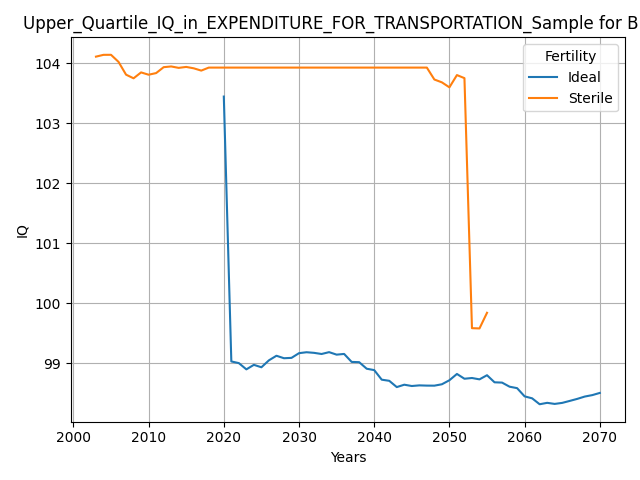 Upper_Quartile_IQ_in_EXPENDITURE_FOR_TRANSPORTATION_Sample for B
Fertility
Ideal
Sterile
104
103
102
101
100
99
IQ
2000
2010
2020
2030
2040
2050
2060
2070
Years